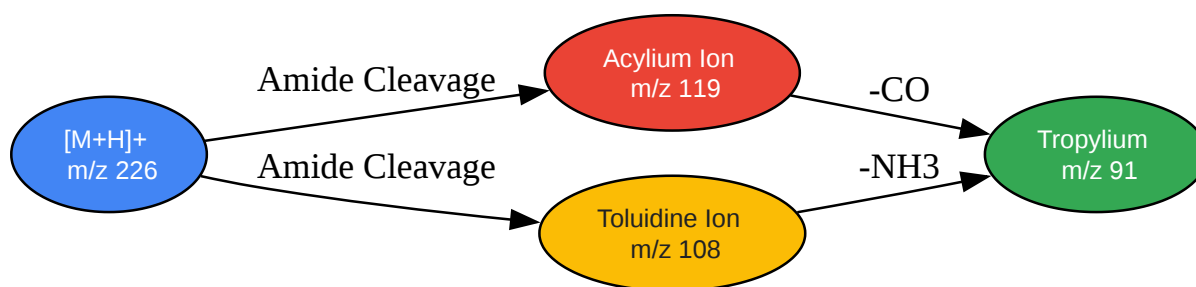 [M+H]+
m/z 226
Amide Cleavage
Amide Cleavage
Acylium Ion
m/z 119
Toluidine Ion
m/z 108
-CO
-NH3
Tropylium
m/z 91